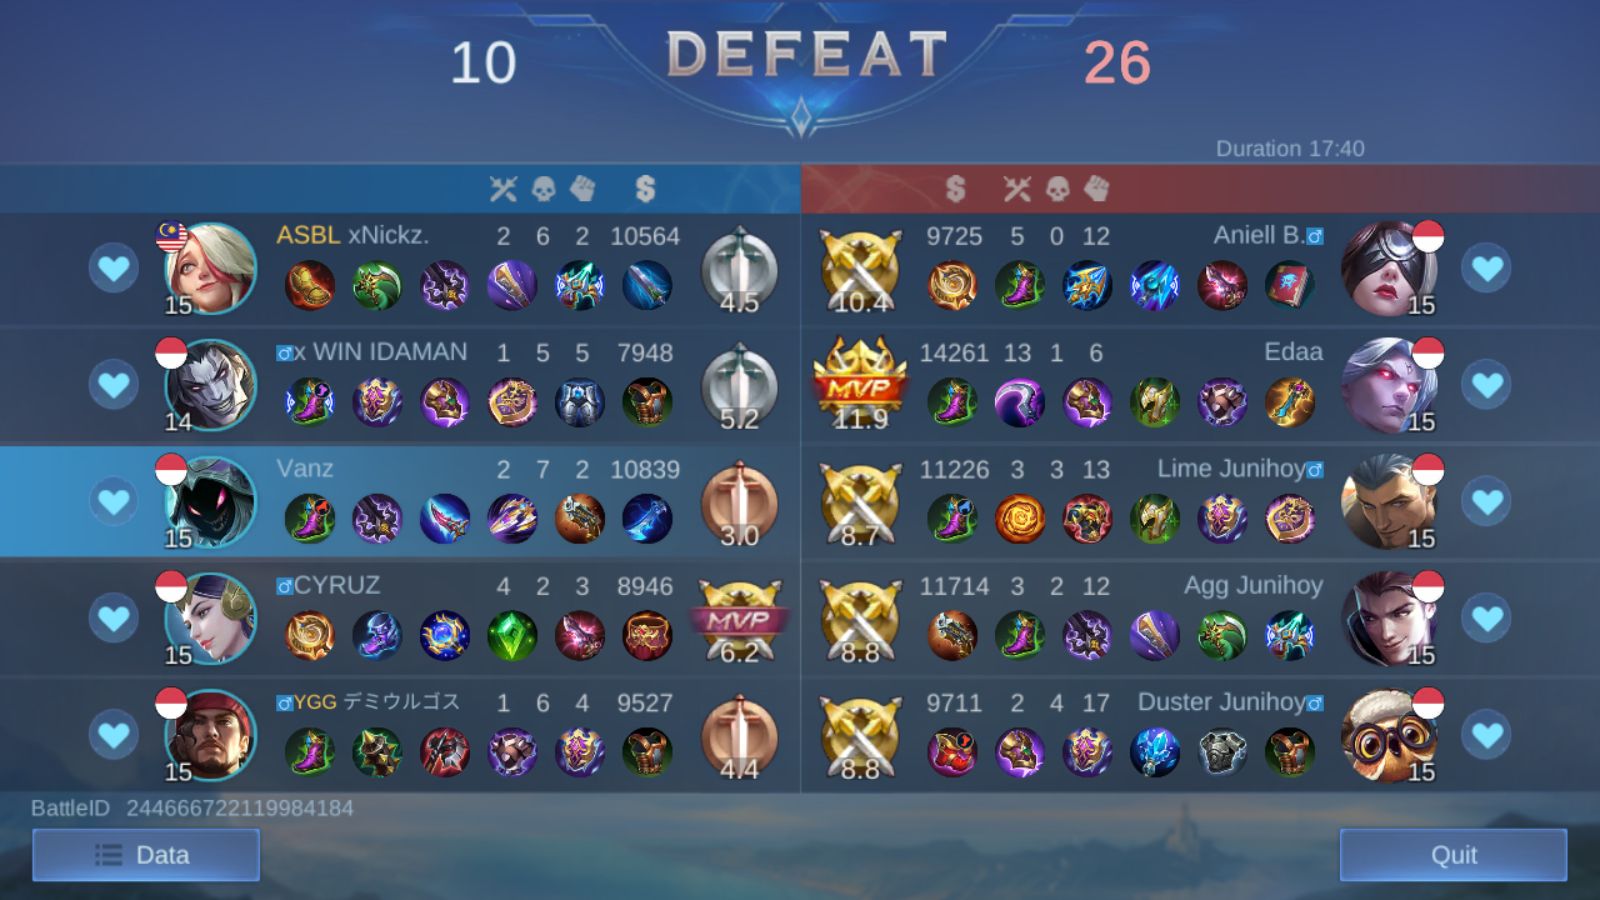 10 DEFEAT 26
Duration 17:40
ASBL xNickz. 2 6 2 10564 4.5 15
10.4 9725 5 0 12 Aniell B. 15
x WIN IDAMAN 1 5 5 7948 5.2 14
MVP 11.9 14261 13 1 6 Edaa 15
Vanz 2 7 2 10839 3.0 15
8.7 11226 3 3 13 Lime Junihoy 15
CYRUZ 4 2 3 8946 MVP 6.2 15
8.8 11714 3 2 12 Agg Junihoy 15
YGG デミウルゴス 1 6 4 9527 4.4 15
8.8 9711 2 4 17 Duster Junihoy 15
BattleID 244666722119984184
Data
Quit